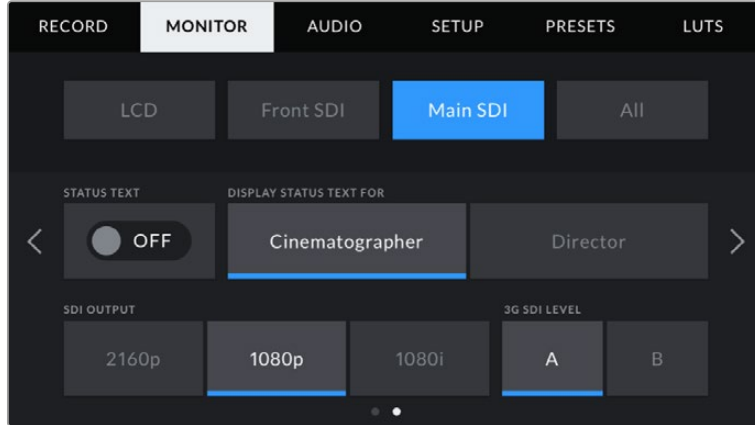 RECORD MONITOR AUDIO SETUP PRESETS LUTS
LCD Front SDI Main SDI All
STATUS TEXT DISPLAY STATUS TEXT FOR
OFF Cinematographer Director
SDI OUTPUT 3G SDI LEVEL
2160p 1080p 1080i A B